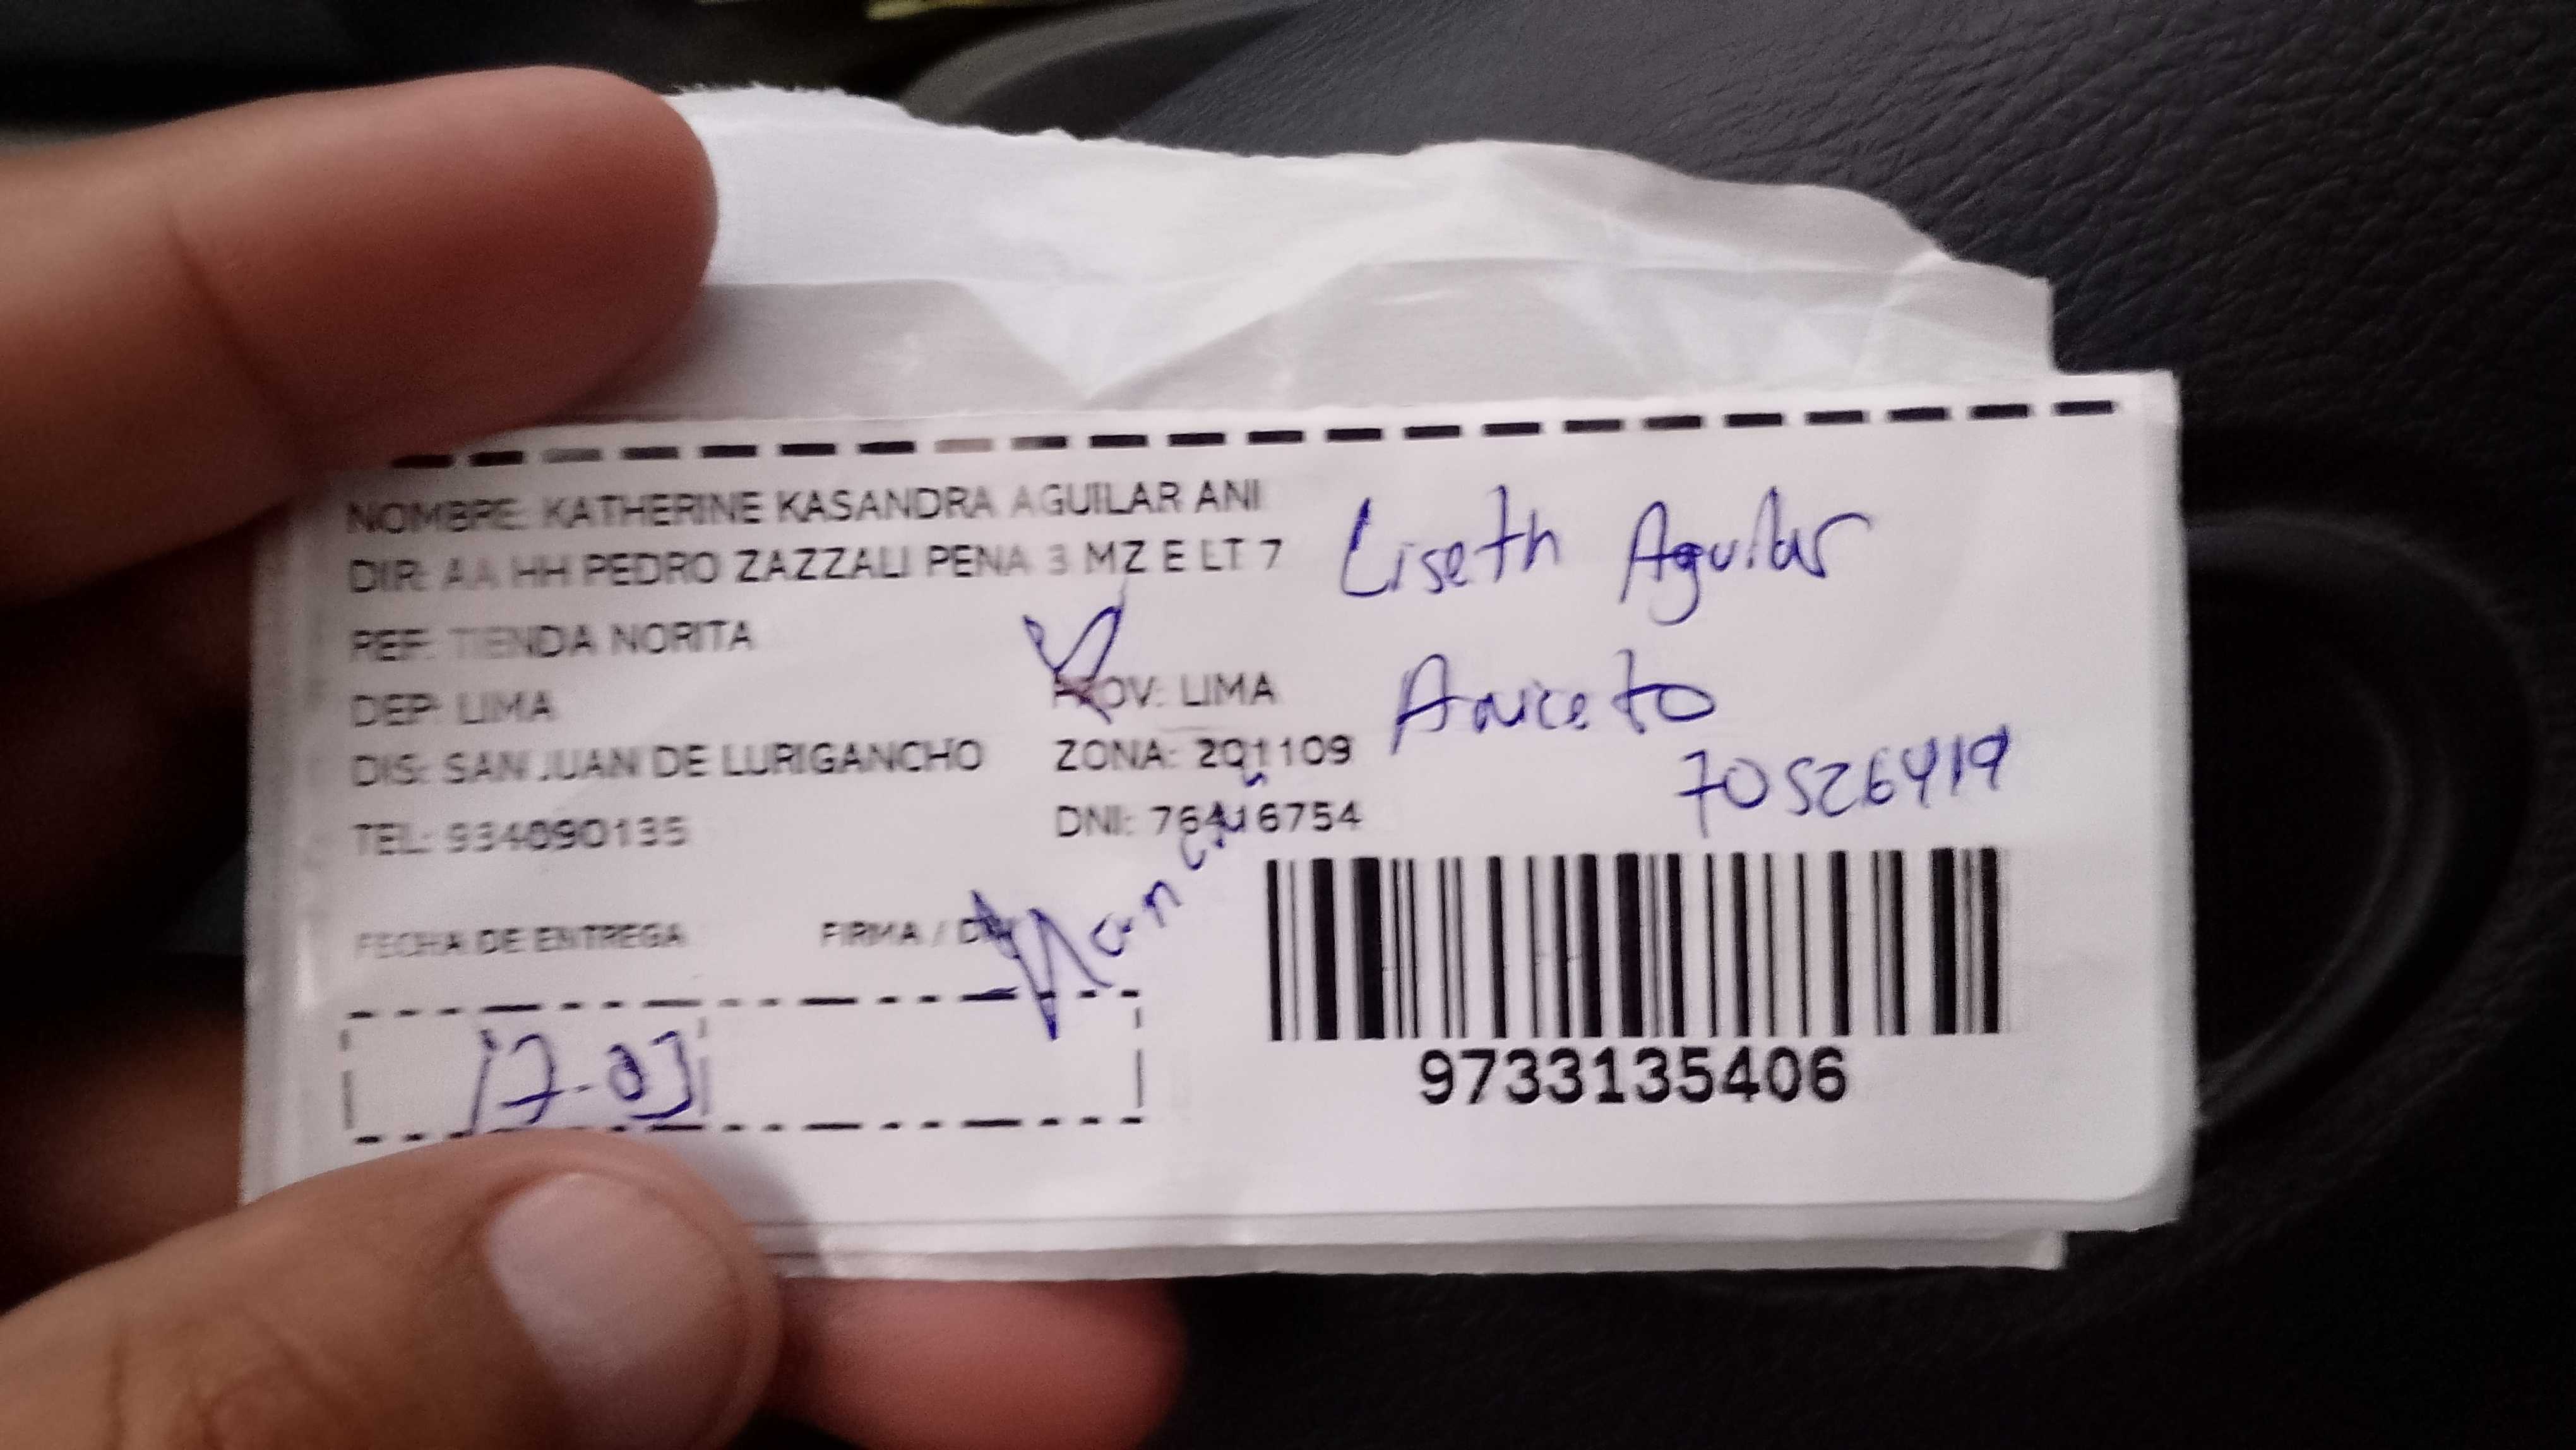 NOMBRE: KATHERINE KASANDRA AGUILAR ANI
DIR: AA HH PEDRO ZAZZALI PENA 3 MZ E LT 7
REF: TIENDA NORITA
DEP: LIMA PROV: LIMA
DIS: SAN JUAN DE LURIGANCHO ZONA: 201109
TEL: 934090135 DNI: 76416754
Liseth Aguilar
Aniceto
70526419
FECHA DE ENTREGA FIRMA / DNI
17-03
9733135406